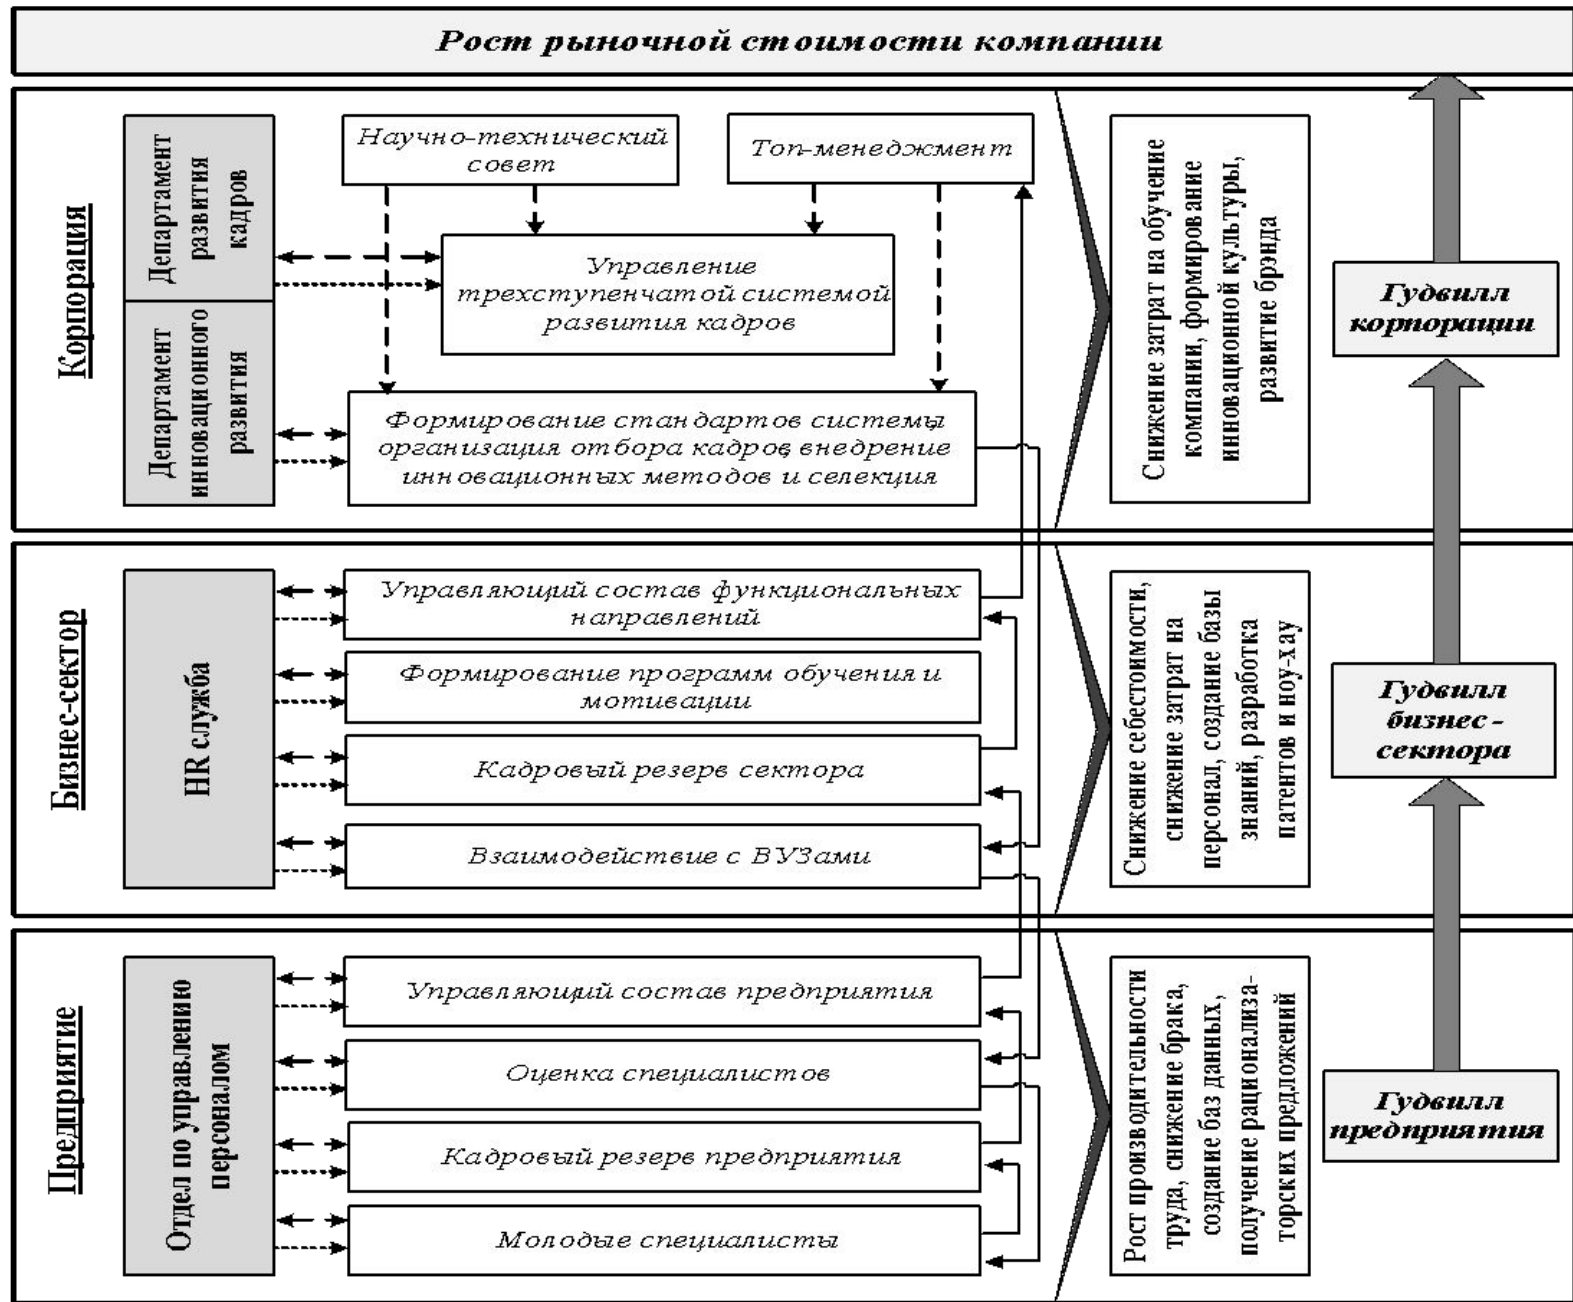 Рост рыночной стоимости компании
Корпорация
Департамент
развития
кадров
Департамент
инновационного
развития
Научно-технический
совет
Топ-менеджмент
Управление
трехступенчатой системой
развития кадров
Формирование стандартов системы,
организация отбора кадров, внедрение
инновационных методов и селекция
Снижение затрат на обучение
компании, формирование
инновационной культуры,
развитие брэнда
Гудвилл
корпорации
Бизнес-сектор
HR служба
Управляющий состав функциональных
направлений
Формирование программ обучения и
мотивации
Кадровый резерв сектора
Взаимодействие с ВУЗами
Снижение себестоимости,
снижение затрат на
персонал, создание базы
знаний, разработка
патентов и ноу-хау
Гудвилл
бизнес-
сектора
Предприятие
Отдел по управлению
персоналом
Управляющий состав предприятия
Оценка специалистов
Кадровый резерв предприятия
Молодые специалисты
Рост производительности
труда, снижение брака,
создание баз данных,
получение рационализа-
торских предложений
Гудвилл
предприятия